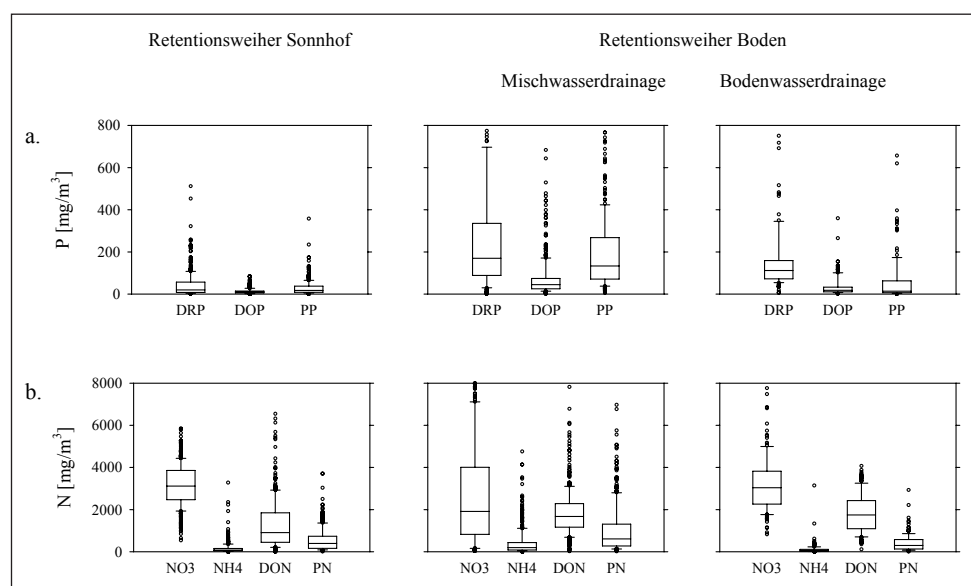 Retentionsweiher Sonnhof Retentionsweiher Boden
Mischwasserdrainage Bodenwasserdrainage
a.
P [mg/m³]
800
600
400
200
0
DRP DOP PP
DRP DOP PP
DRP DOP PP
b.
N [mg/m³]
8000
6000
4000
2000
0
NO3 NH4 DON PN
NO3 NH4 DON PN
NO3 NH4 DON PN